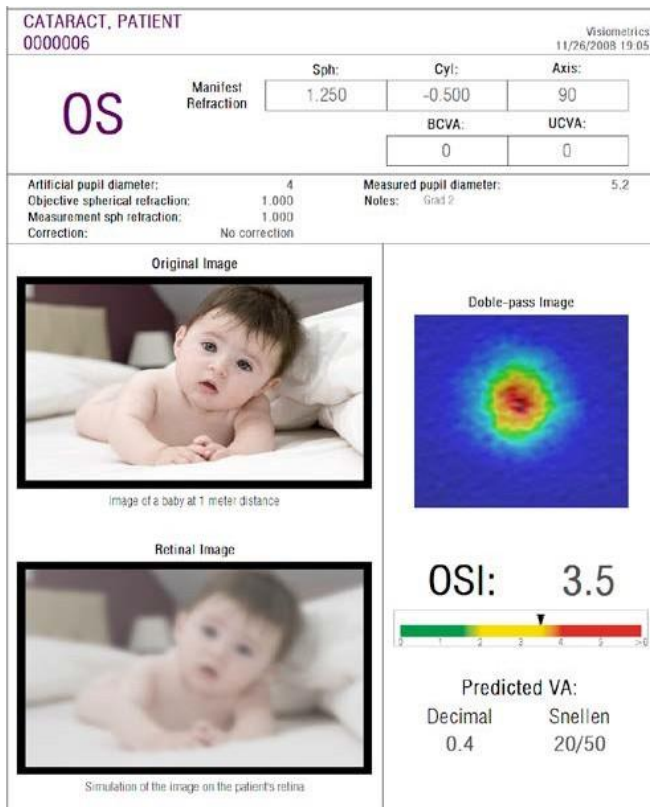 CATARACT, PATIENT
0000006
Visiometrics
11/26/2008 19:05
OS
Manifest
Refraction
Sph: Cyl: Axis:
1.250 -0.500 90
BCVA: UCVA:
0 0
Artificial pupil diameter: 4
Objective spherical refraction: 1.000
Measurement sph refraction: 1.000
Correction: No correction
Measured pupil diameter: 5.2
Notes: Grad 2
Original Image
Image of a baby at 1 meter distance
Retinal Image
Simulation of the image on the patient's retina
Doble-pass Image
OSI: 3.5
0 1 2 3 4 5 >6
Predicted VA:
Decimal Snellen
0.4 20/50